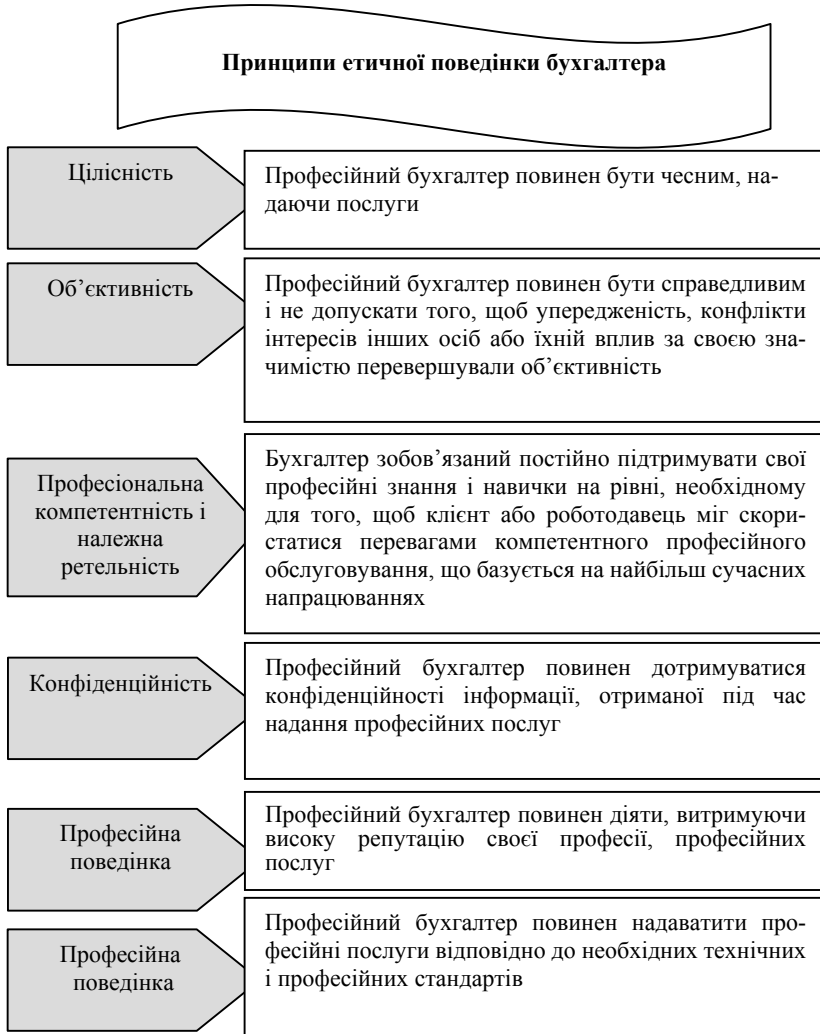 Принципи етичної поведінки бухгалтера
Цілісність
Професійний бухгалтер повинен бути чесним, на-
даючи послуги
Об’єктивність
Професійний бухгалтер повинен бути справедливим
і не допускати того, щоб упередженість, конфлікти
інтересів інших осіб або їхній вплив за своєю зна-
чимістю перевершували об’єктивність
Професіональна
компетентність і
належна
ретельність
Бухгалтер зобов’язаний постійно підтримувати свої
професійні знання і навички на рівні, необхідному
для того, щоб клієнт або роботодавець міг скори-
статися перевагами компетентного професійного
обслуговування, що базується на найбільш сучасних
напрацюваннях
Конфіденційність
Професійний бухгалтер повинен дотримуватися
конфіденційності інформації, отриманої під час
надання професійних послуг
Професійна
поведінка
Професійний бухгалтер повинен діяти, витримуючи
високу репутацію своєї професії, професійних
послуг
Професійна
поведінка
Професійний бухгалтер повинен надаватити про-
фесійні послуги відповідно до необхідних технічних
і професійних стандартів